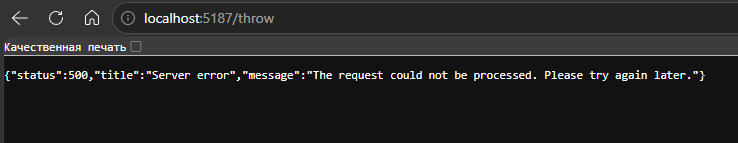 localhost:5187/throw
Качественная печать
{"status":500,"title":"Server error","message":"The request could not be processed. Please try again later."}